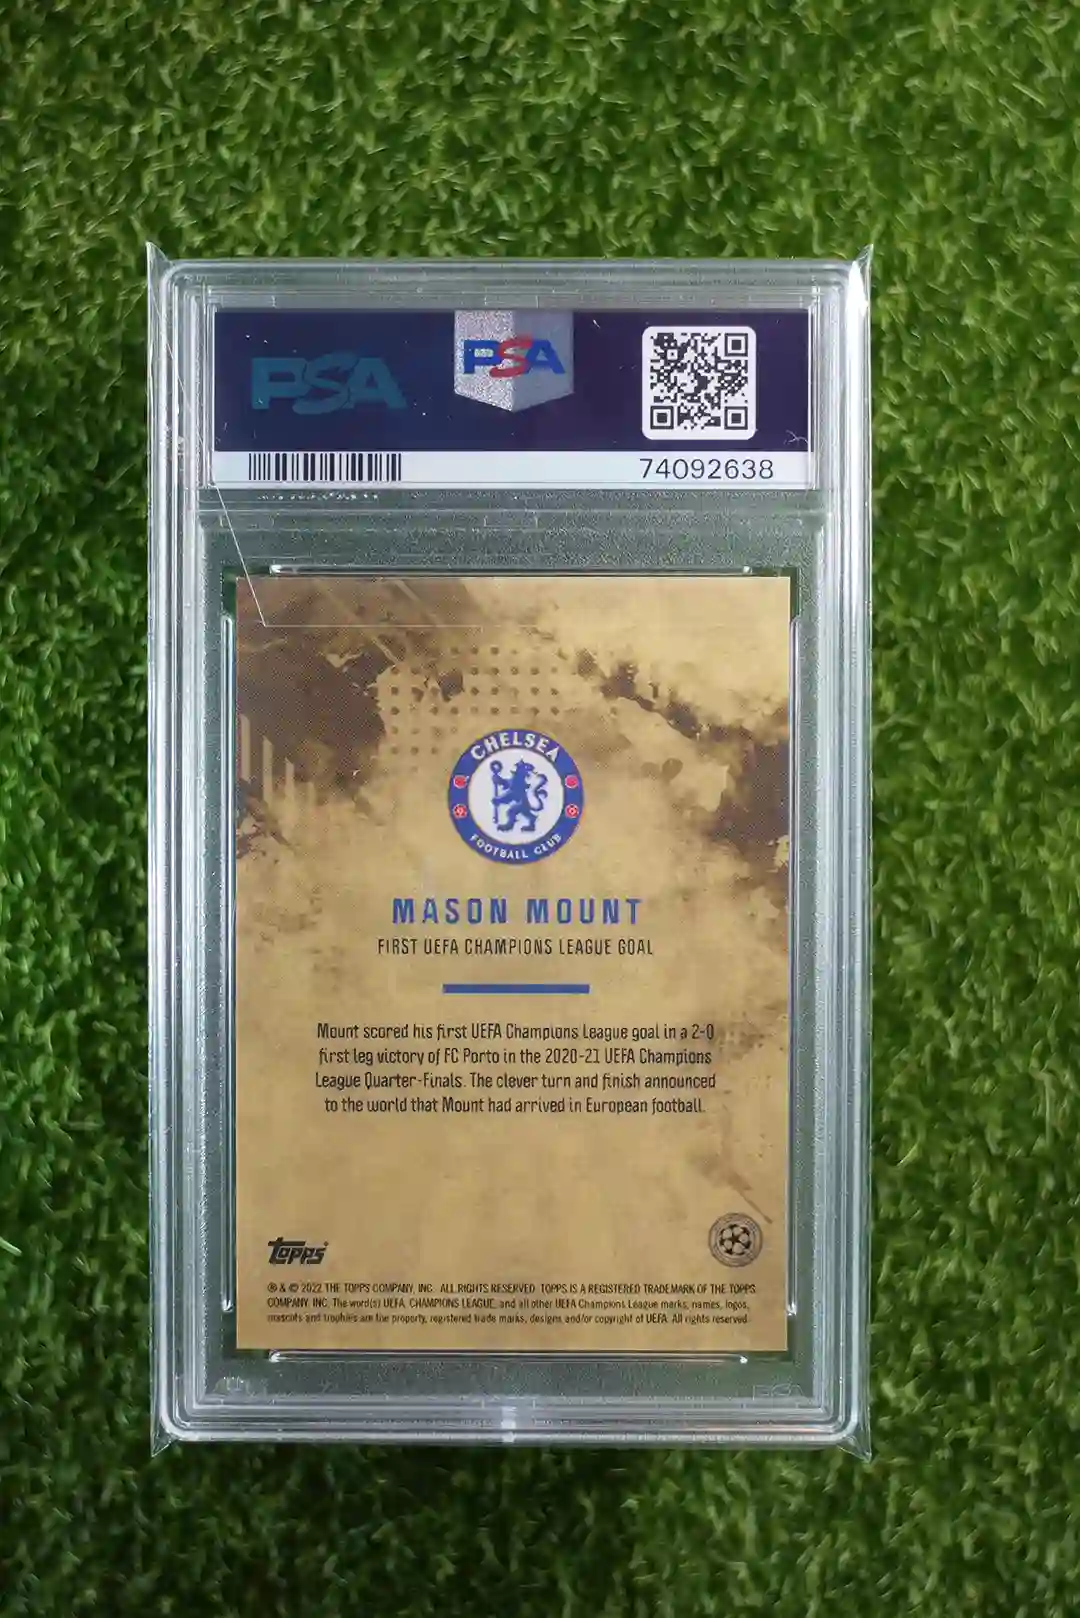 PSA
PSA
74092638
CHELSEA
FOOTBALL CLUB
MASON MOUNT
FIRST UEFA CHAMPIONS LEAGUE GOAL
Mount scored his first UEFA Champions League goal in a 2-0
first leg victory of FC Porto in the 2020-21 UEFA Champions
League Quarter-Finals. The clever turn and finish announced
to the world that Mount had arrived in European football.
topps
® & © 2022 THE TOPPS COMPANY, INC. ALL RIGHTS RESERVED. TOPPS IS A REGISTERED TRADEMARK OF THE TOPPS
COMPANY, INC. The word(s) UEFA, CHAMPIONS LEAGUE, and all other UEFA Champions League marks, names, logos,
mascots and trophies are the property, registered trade marks, designs and/or copyright of UEFA. All rights reserved.